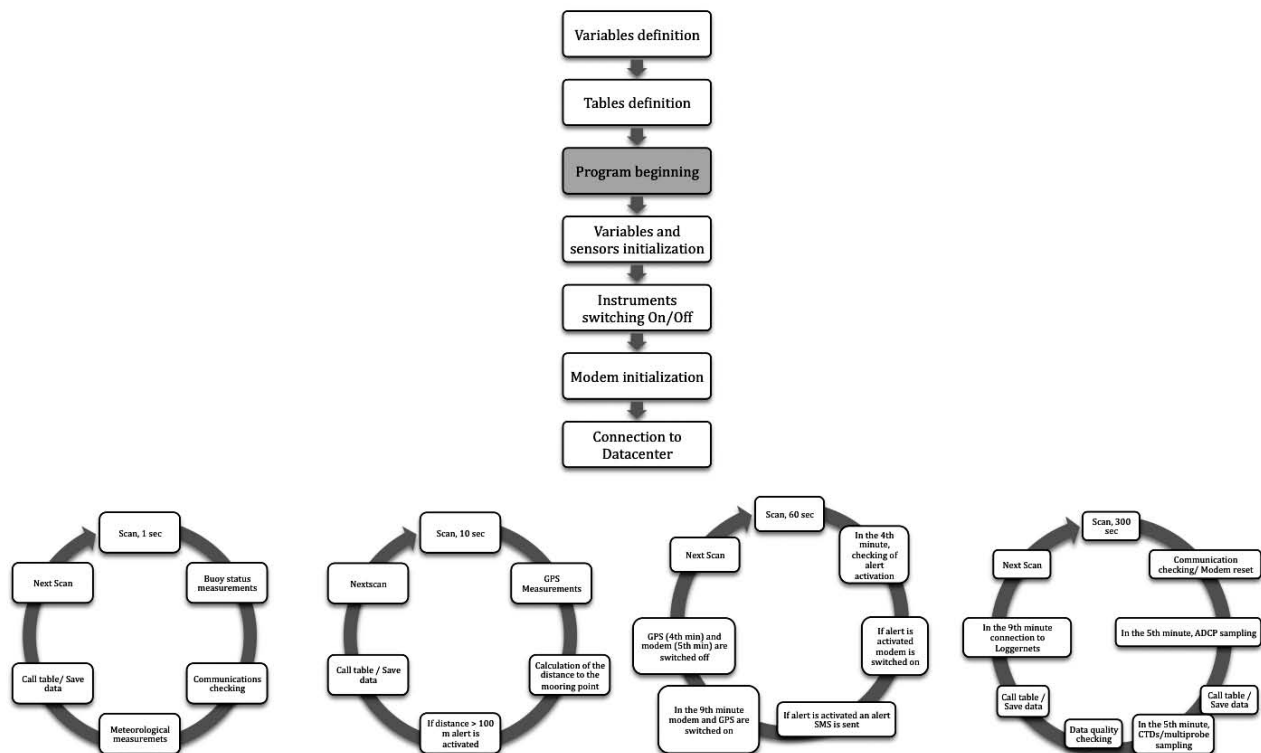 Variables definition
Tables definition
Program beginning
Variables and
sensors initialization
Instruments
switching On/Off
Modem initialization
Connection to
Datacenter
Scan, 1 sec
Buoy status
measurements
Communications
checking
Meteorological
measuremets
Call table/ Save
data
Next Scan
Scan, 10 sec
GPS
Measurements
Calculation of the
distance to the
mooring point
If distance > 100
m alert is
activated
Call table / Save
data
Nextscan
Scan, 60 sec
In the 4th
minute,
checking of
alert
activation
If alert is
activated
modem is
switched on
If alert is activated an alert
SMS is sent
In the 9th minute
modem and GPS are
switched on
GPS (4th min) and
modem (5th min) are
switched off
Next Scan
Scan, 300
sec
Communication
checking/ Modem reset
In the 5th minute, ADCP sampling
Call table /
Save data
In the 5th minute,
CTDs/multiprobe
sampling
Data quality
checking
Call table /
Save data
In the 9th minute
connection to
Loggernets
Next Scan